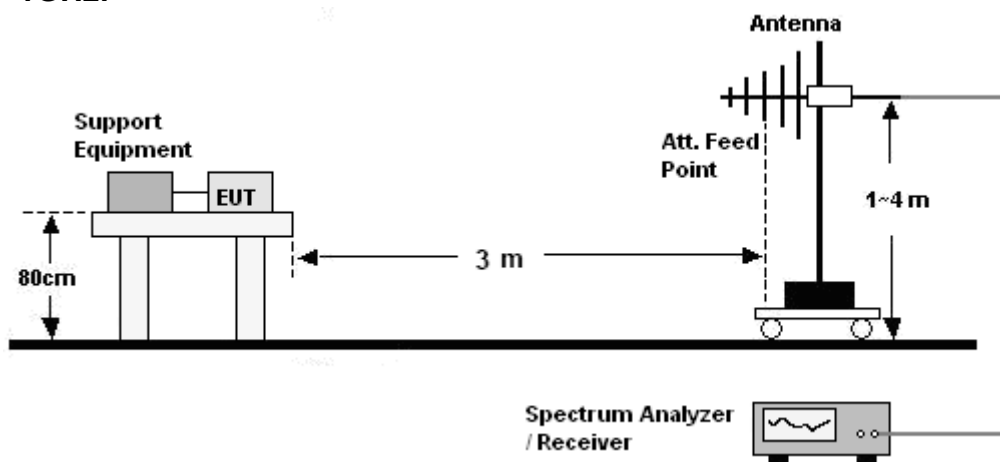 Antenna
Support
Equipment
EUT
Att. Feed
Point
1~4 m
80cm
3 m
Spectrum Analyzer
/ Receiver